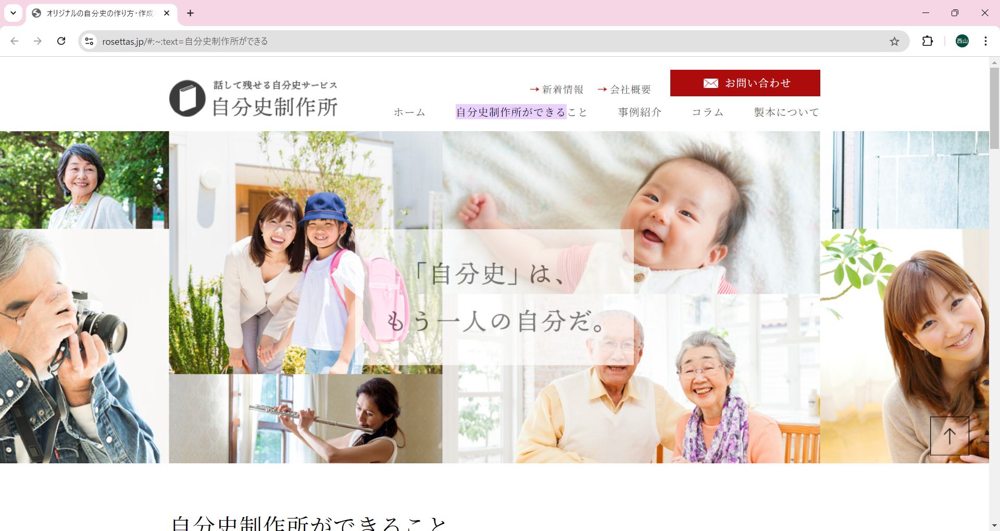 オリジナルの自分史の作り方・作成
rosettas.jp/#:~:text=自分史制作所ができる
西山
話して残せる自分史サービス
自分史制作所
→新着情報
→会社概要
お問い合わせ
ホーム
自分史制作所ができること
事例紹介
コラム
製本について
「自分史」は、
もう一人の自分だ。
自分史制作所ができること